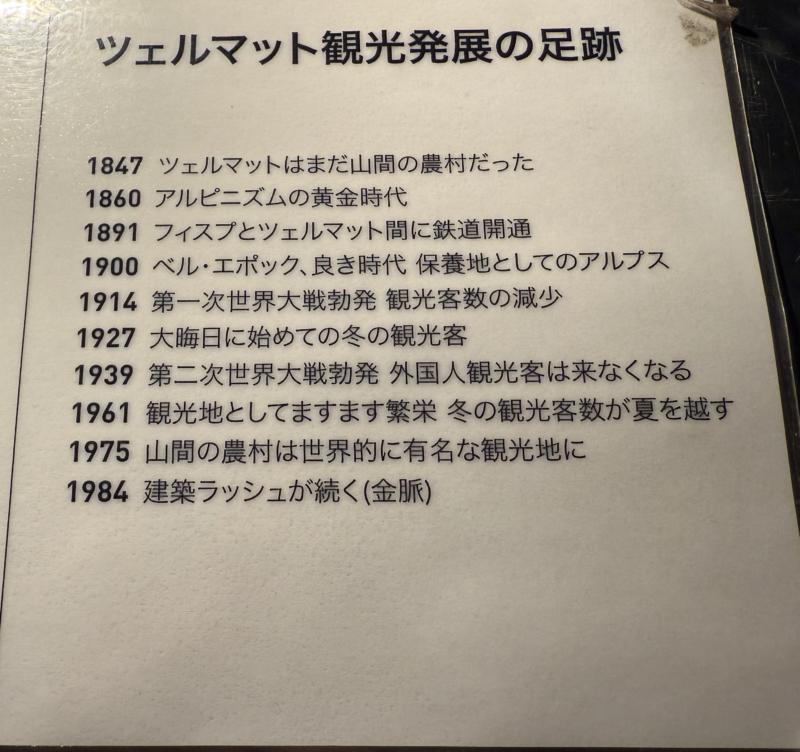 ツェルマット観光発展の足跡
1847 ツェルマットはまだ山間の農村だった
1860 アルピニズムの黄金時代
1891 フィスプとツェルマット間に鉄道開通
1900 ベル・エポック、良き時代 保養地としてのアルプス
1914 第一次世界大戦勃発 観光客数の減少
1927 大晦日に始めての冬の観光客
1939 第二次世界大戦勃発 外国人観光客は来なくなる
1961 観光地としてますます繁栄 冬の観光客数が夏を越す
1975 山間の農村は世界的に有名な観光地に
1984 建築ラッシュが続く(金脈)